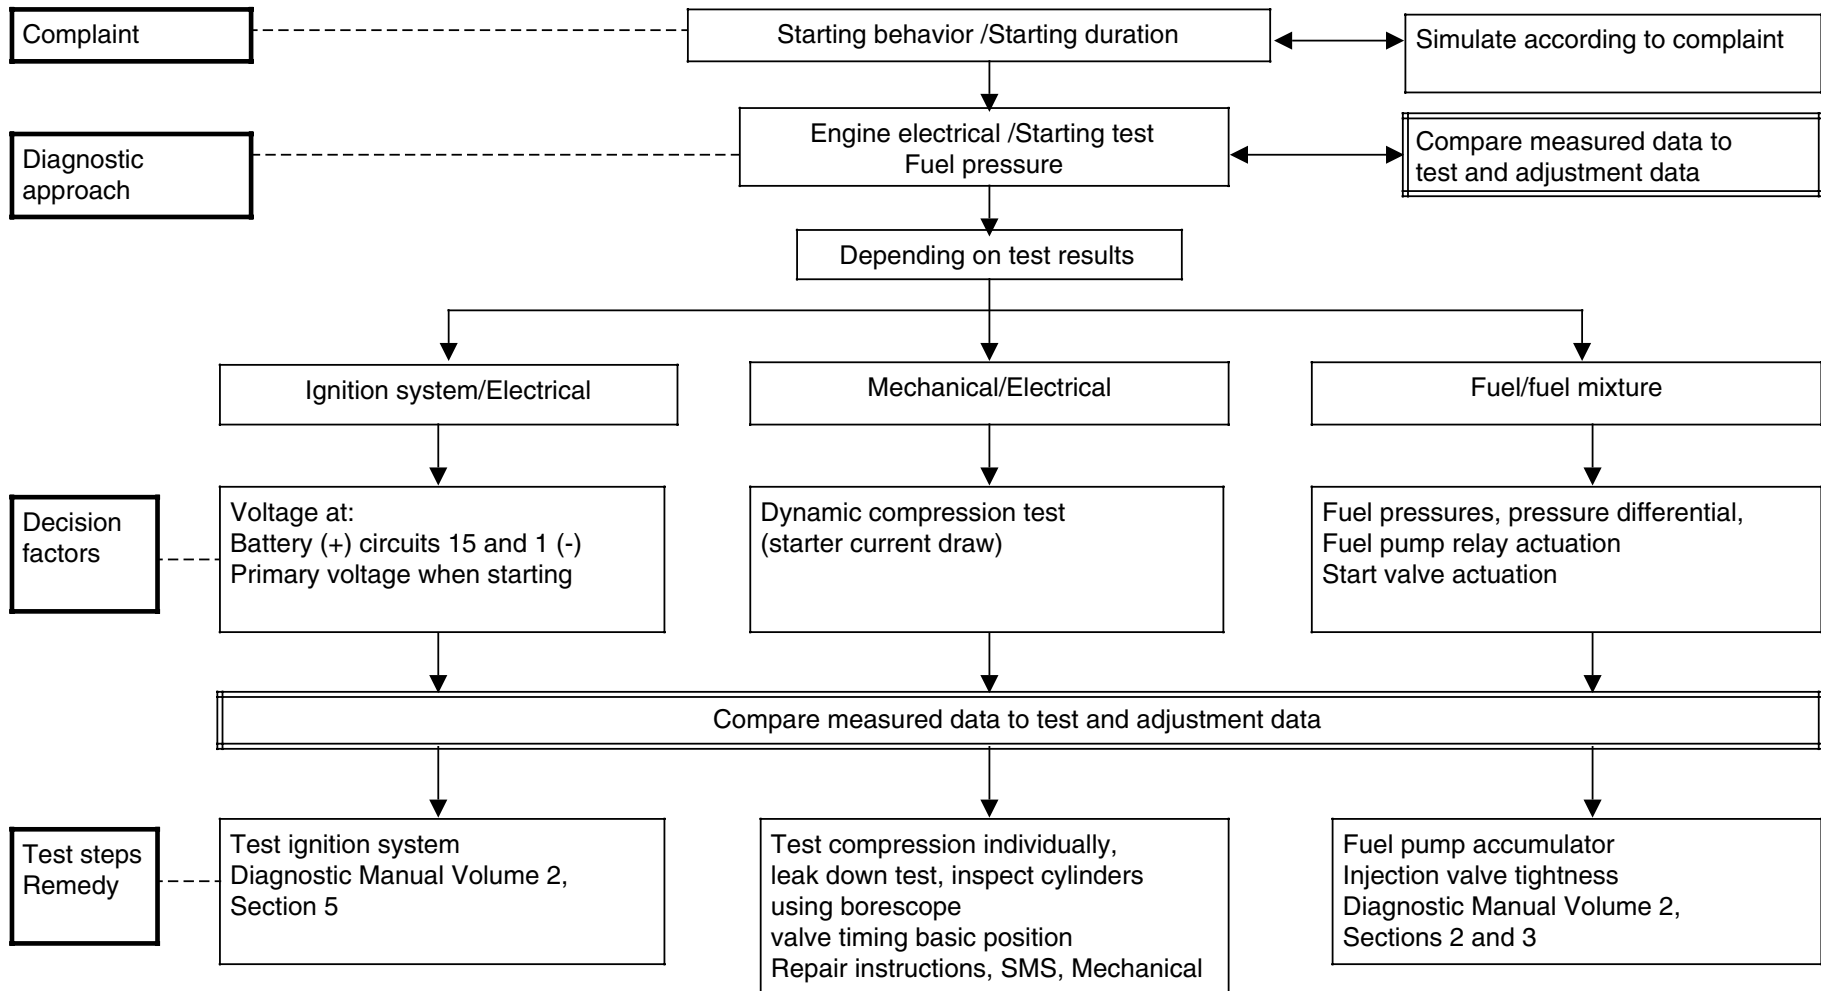 Complaint
Starting behavior /Starting duration
Simulate according to complaint
Diagnostic
approach
Engine electrical /Starting test
Fuel pressure
Compare measured data to
test and adjustment data
Depending on test results
Ignition system/Electrical
Mechanical/Electrical
Fuel/fuel mixture
Decision
factors
Voltage at:
Battery (+) circuits 15 and 1 (-)
Primary voltage when starting
Dynamic compression test
(starter current draw)
Fuel pressures, pressure differential,
Fuel pump relay actuation
Start valve actuation
Compare measured data to test and adjustment data
Test steps
Remedy
Test ignition system
Diagnostic Manual Volume 2,
Section 5
Test compression individually,
leak down test, inspect cylinders
using borescope
valve timing basic position
Repair instructions, SMS, Mechanical
Fuel pump accumulator
Injection valve tightness
Diagnostic Manual Volume 2,
Sections 2 and 3